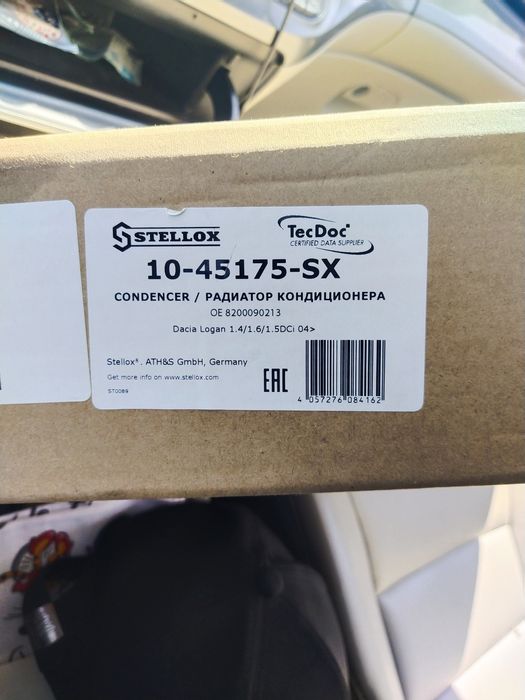 STELLOX
TecDoc®
CERTIFIED DATA SUPPLIER
10-45175-SX
CONDENCER / РАДИАТОР КОНДИЦИОНЕРА
OE 8200090213
Dacia Logan 1.4/1.6/1.5DCi 04>
Stellox®. ATH&S GmbH, Germany
Get more info on www.stellox.com
ST0089
EAC
4 057276 084162